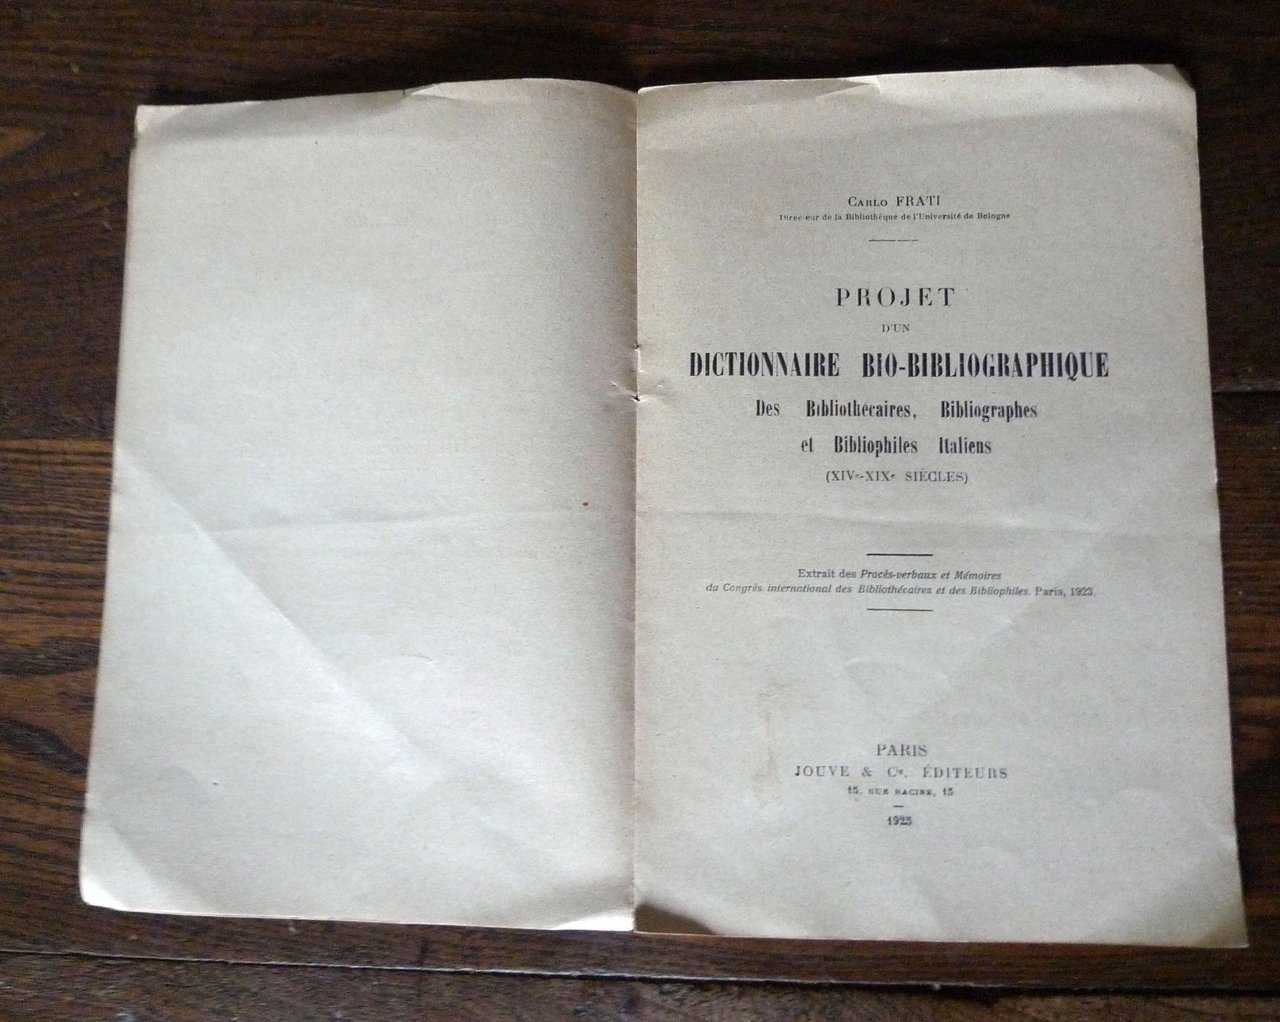 Carlo FRATI
Directeur de la Bibliothèque de l'Université de Bologne
PROJET
D'UN
DICTIONNAIRE BIO-BIBLIOGRAPHIQUE
Des Bibliothécaires, Bibliographes
et Bibliophiles Italiens
(XIVe-XIXe SIÈCLES)
Extrait des Procès-verbaux et Mémoires
du Congrès international des Bibliothécaires et des Bibliophiles. Paris, 1923.
PARIS
JOUVE & Cie, ÉDITEURS
15, RUE RACINE, 15
1925